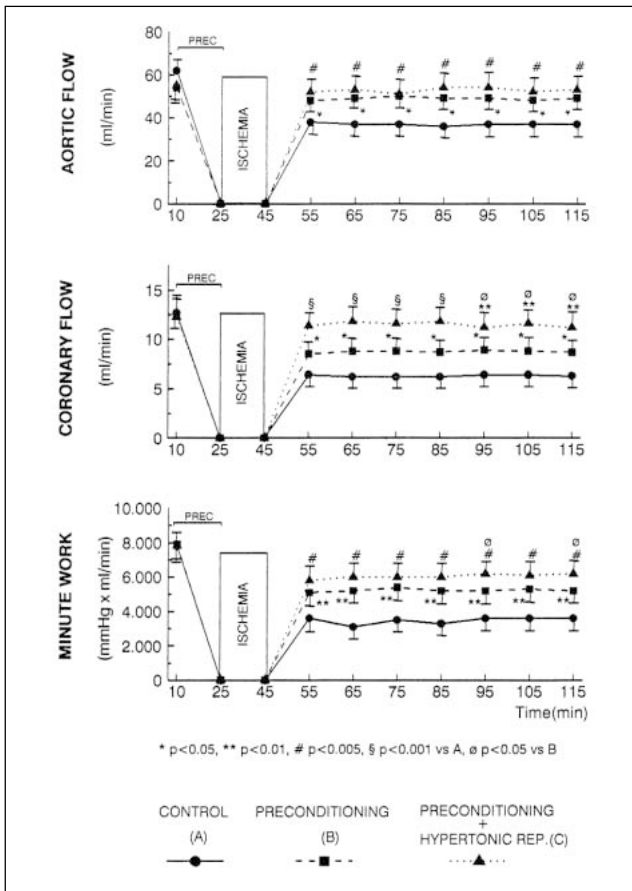 PREC
AORTIC FLOW
(ml/min)
80
60
40
20
0
ISCHEMIA
# # # # # # #
* * * * * * *
10 25 45 55 65 75 85 95 105 115
PREC
CORONARY FLOW
(ml/min)
15
10
5
0
ISCHEMIA
ø ø ø
§ § § § ** ** **
* * * * * * *
10 25 45 55 65 75 85 95 105 115
PREC
MINUTE WORK
(mmHg x ml/min)
10.000
8.000
6.000
4.000
2.000
0
ISCHEMIA
ø ø
# # # # # # #
** ** ** ** ** ** **
10 25 45 55 65 75 85 95 105 115
Time(min)
* p<0.05, ** p<0.01, # p<0.005, § p<0.001 vs A, ø p<0.05 vs B
CONTROL PRECONDITIONING PRECONDITIONING
+
(A) (B) HYPERTONIC REP.(C)